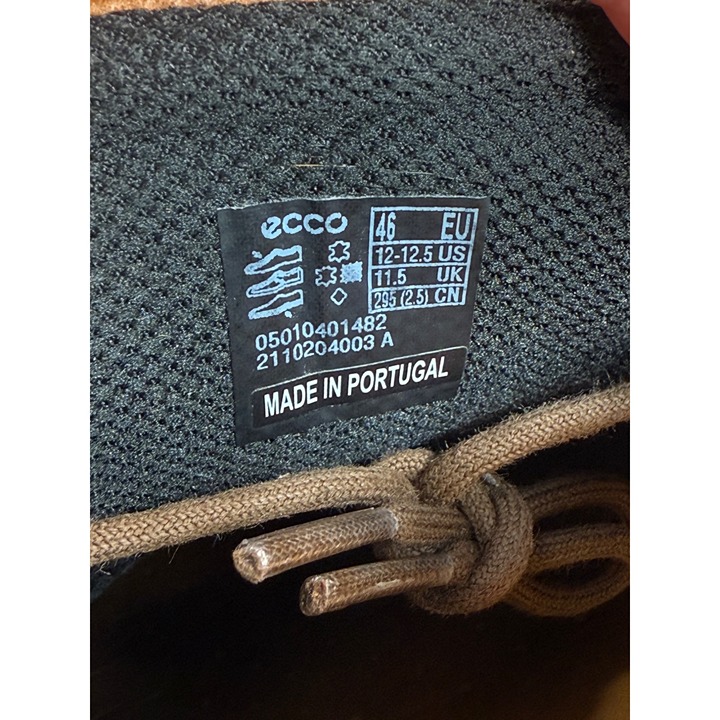 ecco
46 EU
12-12.5 US
11.5 UK
295 (2.5) CN
05010401482
2110204003 A
MADE IN PORTUGAL